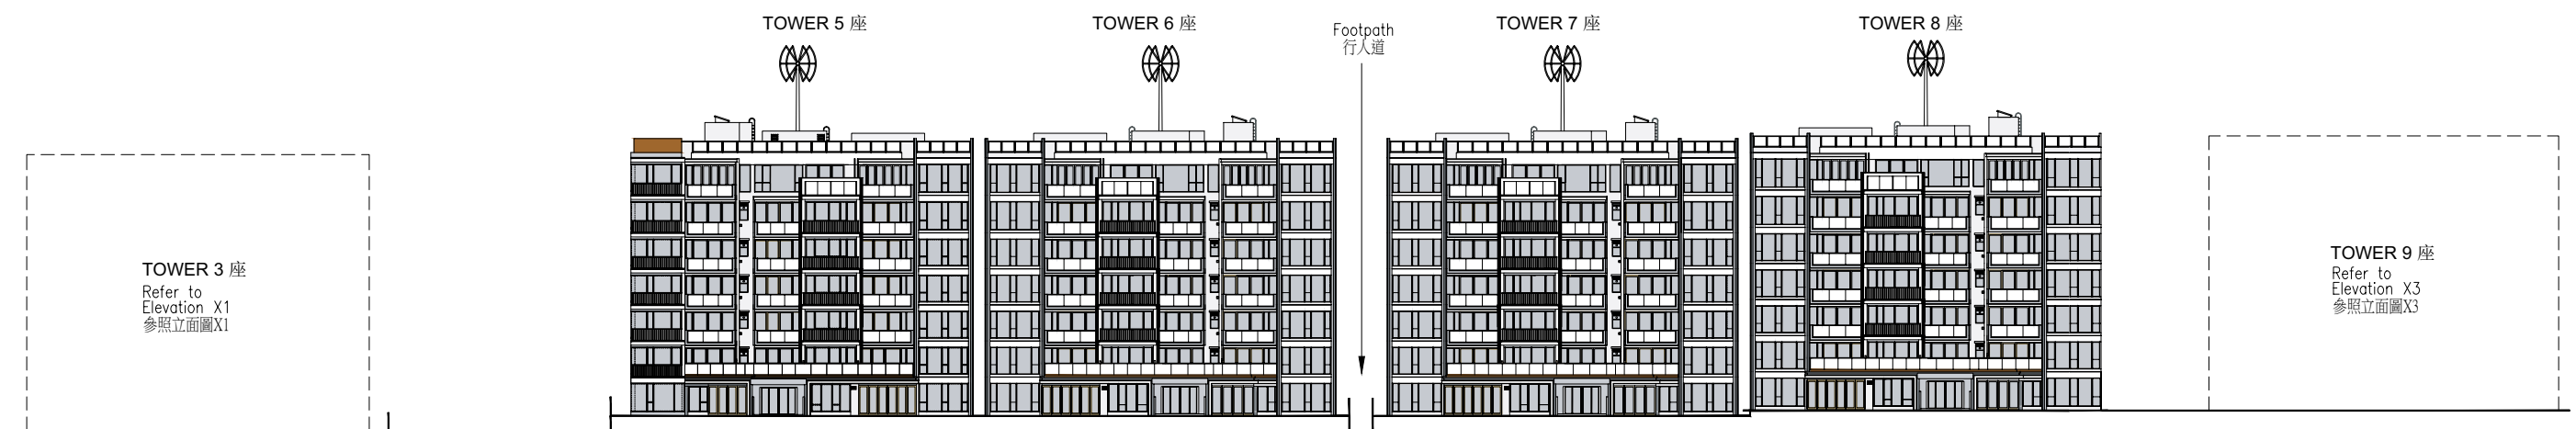 TOWER 5 座
TOWER 6 座
Footpath
行人道
TOWER 7 座
TOWER 8 座
TOWER 3 座
Refer to
Elevation X1
參照立面圖X1
TOWER 9 座
Refer to
Elevation X3
參照立面圖X3